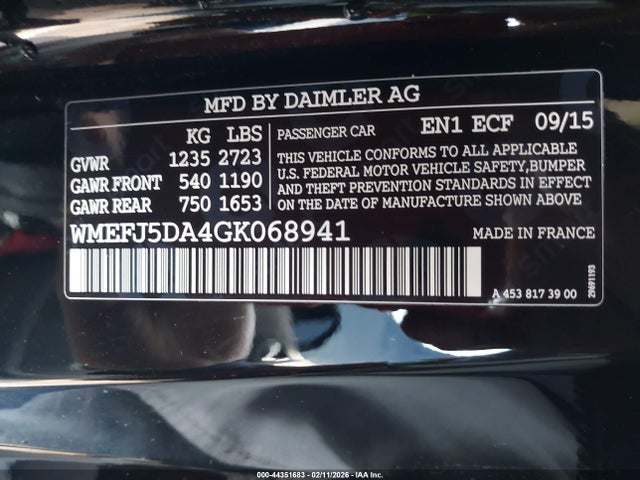 MFD BY DAIMLER AG
KG LBS
GVWR 1235 2723
GAWR FRONT 540 1190
GAWR REAR 750 1653
PASSENGER CAR EN1 ECF 09/15
THIS VEHICLE CONFORMS TO ALL APPLICABLE
U.S. FEDERAL MOTOR VEHICLE SAFETY,BUMPER
AND THEFT PREVENTION STANDARDS IN EFFECT
ON THE DATE OF MANUFACTURE SHOWN ABOVE
WMEFJ5DA4GK068941
MADE IN FRANCE
A 453 817 39 00
29691193
000-44351683 - 02/11/2026 - IAA Inc.